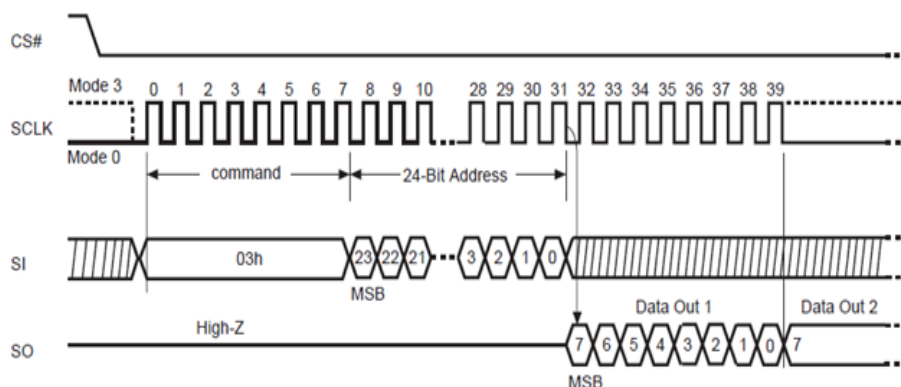 CS#
Mode 3
0 1 2 3 4 5 6 7 8 9 10 28 29 30 31 32 33 34 35 36 37 38 39
SCLK
Mode 0
command
24-Bit Address
SI
03h
23 22 21 3 2 1 0
MSB
Data Out 1
Data Out 2
High-Z
SO
7 6 5 4 3 2 1 0 7
MSB